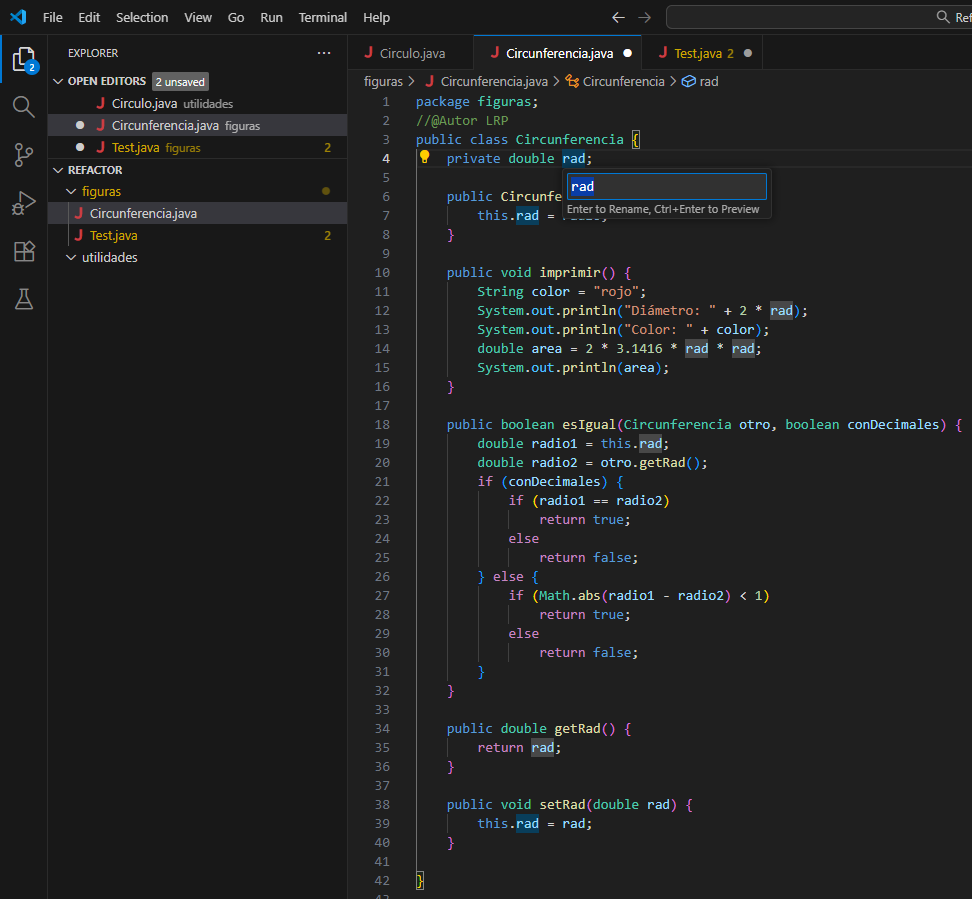 File Edit Selection View Go Run Terminal Help
Ref
EXPLORER
OPEN EDITORS 2 unsaved
Circulo.java utilidades
Circunferencia.java figuras
Test.java figuras 2
REFACTOR
figuras
Circunferencia.java
Test.java 2
utilidades
2
Circulo.java Circunferencia.java Test.java 2
figuras > Circunferencia.java > Circunferencia > rad
1 package figuras;
2 //@Autor LRP
3 public class Circunferencia {
4 private double rad;
5
rad
Enter to Rename, Ctrl+Enter to Preview
6 public Circunfe
7 this.rad =
8 }
9
10 public void imprimir() {
11 String color = "rojo";
12 System.out.println("Diámetro: " + 2 * rad);
13 System.out.println("Color: " + color);
14 double area = 2 * 3.1416 * rad * rad;
15 System.out.println(area);
16 }
17
18 public boolean esIgual(Circunferencia otro, boolean conDecimales) {
19 double radio1 = this.rad;
20 double radio2 = otro.getRad();
21 if (conDecimales) {
22 if (radio1 == radio2)
23 return true;
24 else
25 return false;
26 } else {
27 if (Math.abs(radio1 - radio2) < 1)
28 return true;
29 else
30 return false;
31 }
32 }
33
34 public double getRad() {
35 return rad;
36 }
37
38 public void setRad(double rad) {
39 this.rad = rad;
40 }
41
42 }